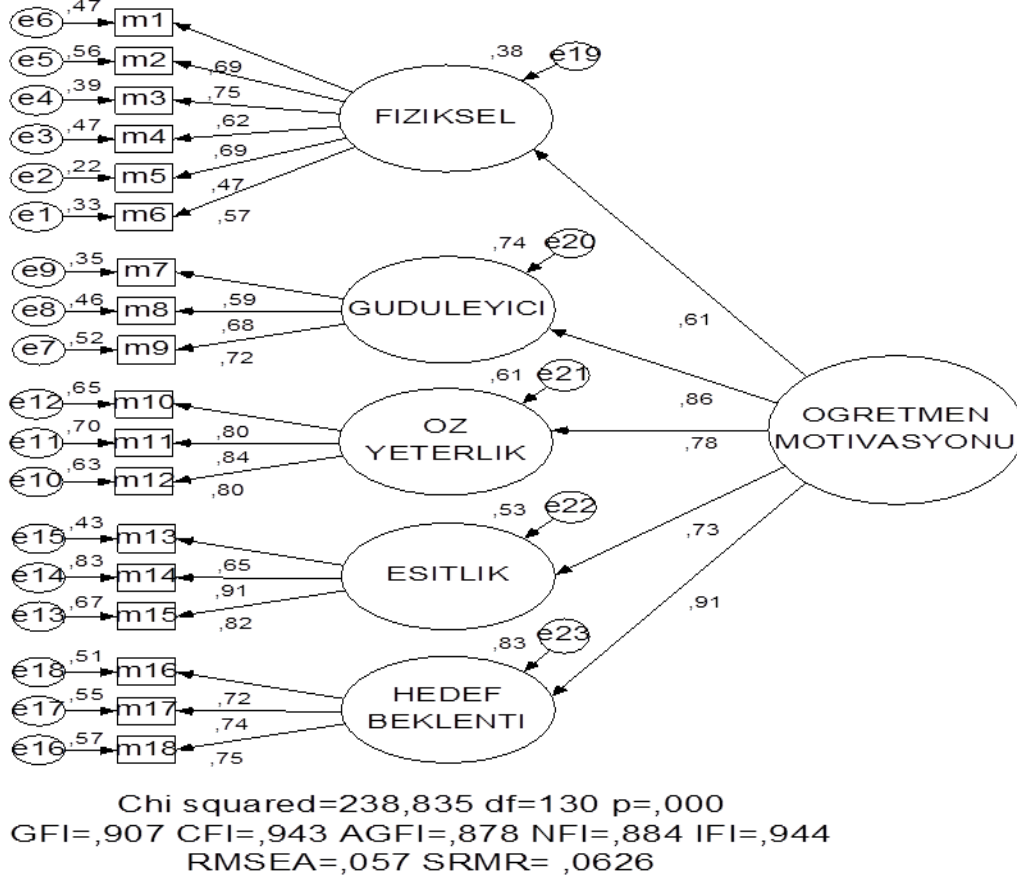 e6 ,47 m1
e5 ,56 m2
e4 ,39 m3
e3 ,47 m4
e2 ,22 m5
e1 ,33 m6
,69
,75
,62
,69
,47
,57
FIZIKSEL
,38 e19
e9 ,35 m7
e8 ,46 m8
e7 ,52 m9
,59
,68
,72
GUDULEYICI
,74 e20
e12 ,65 m10
e11 ,70 m11
e10 ,63 m12
,80
,84
,80
OZ
YETERLIK
,61 e21
e15 ,43 m13
e14 ,83 m14
e13 ,67 m15
,65
,91
,82
ESITLIK
,53 e22
e18 ,51 m16
e17 ,55 m17
e16 ,57 m18
,72
,74
,75
HEDEF
BEKLENTI
,83 e23
,61
,86
,78
,73
,91
OGRETMEN
MOTIVASYONU
Chi squared=238,835 df=130 p=,000
GFI=,907 CFI=,943 AGFI=,878 NFI=,884 IFI=,944
RMSEA=,057 SRMR= ,0626